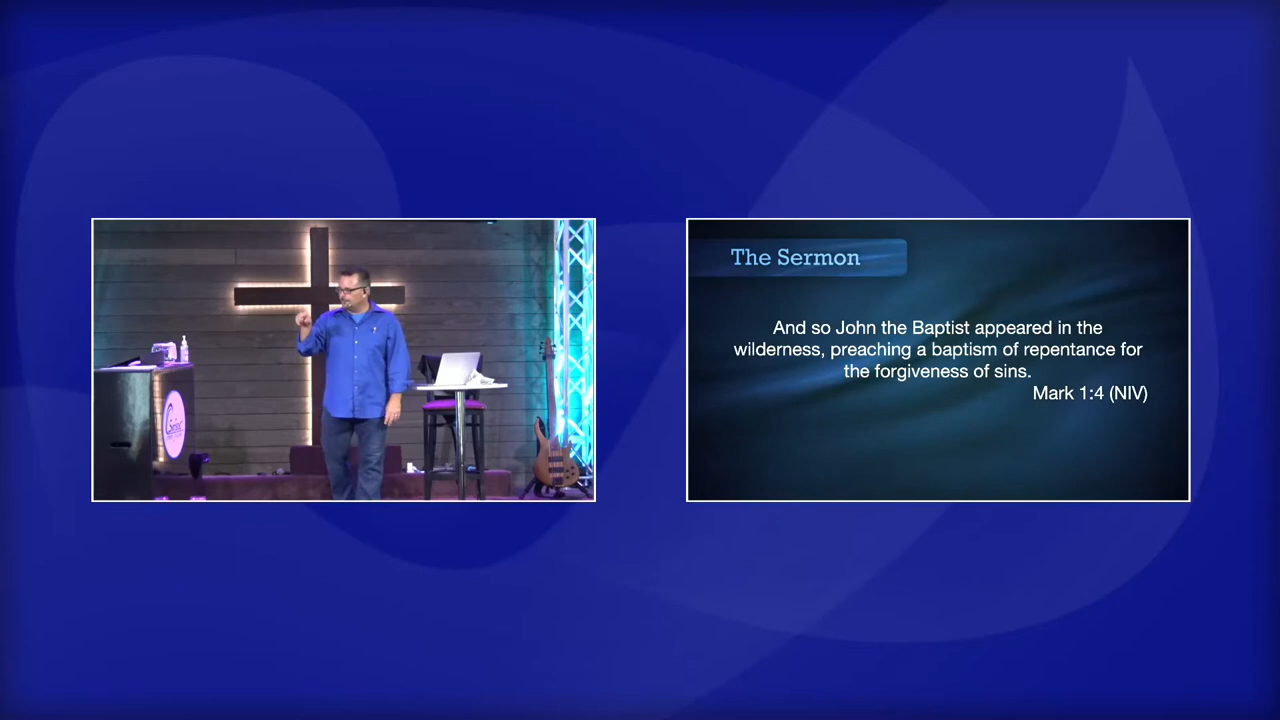 The Sermon
And so John the Baptist appeared in the
wilderness, preaching a baptism of repentance for
the forgiveness of sins.
Mark 1:4 (NIV)